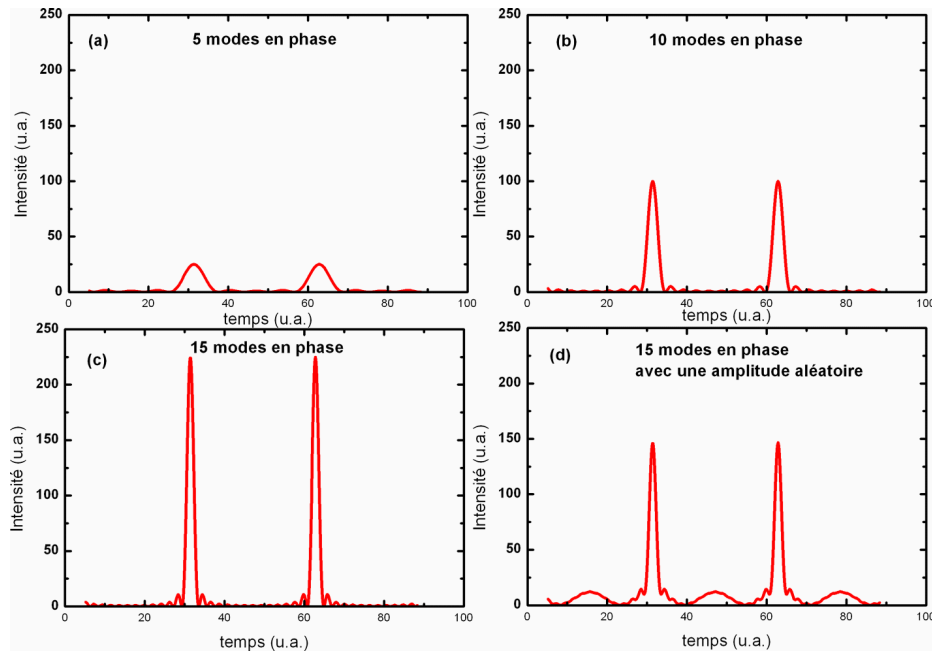 (a) 5 modes en phase
250
200
150
100
50
0
Intensité (u.a.)
0 20 40 60 80 100
temps (u.a.)
(b) 10 modes en phase
250
200
150
100
50
0
Intensité (u.a.)
0 20 40 60 80 100
temps (u.a.)
(c) 15 modes en phase
250
200
150
100
50
0
Intensité (u.a.)
0 20 40 60 80 100
temps (u.a.)
(d) 15 modes en phase
avec une amplitude aléatoire
250
200
150
100
50
0
Intensité (u.a.)
0 20 40 60 80 100
temps (u.a.)